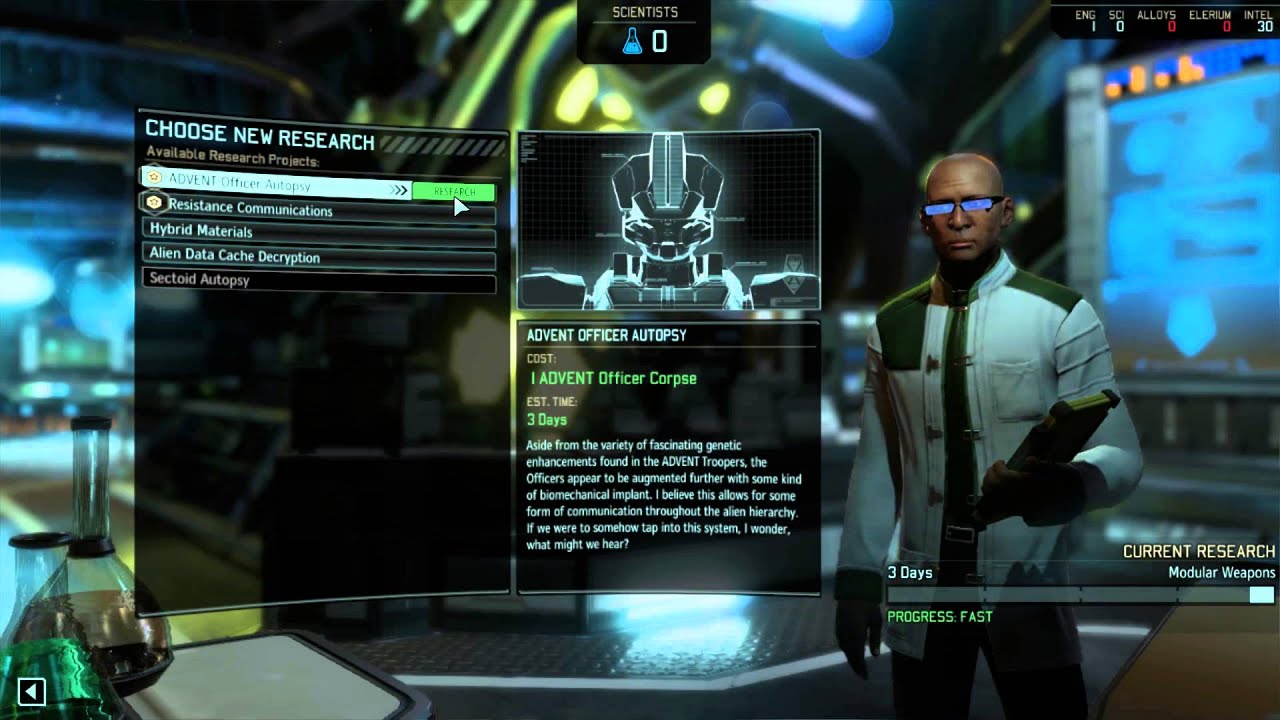 SCIENTISTS
0
ENG SCI ALLOYS ELERIUM INTEL
1 0 0 0 30
CHOOSE NEW RESEARCH
Available Research Projects:
ADVENT Officer Autopsy
RESEARCH
Resistance Communications
Hybrid Materials
Alien Data Cache Decryption
Sectoid Autopsy
ADVENT OFFICER AUTOPSY
COST:
1 ADVENT Officer Corpse
EST. TIME:
3 Days
Aside from the variety of fascinating genetic
enhancements found in the ADVENT Troopers, the
Officers appear to be augmented further with some kind
of biomechanical implant. I believe this allows for some
form of communication throughout the alien hierarchy.
If we were to somehow tap into this system, I wonder,
what might we hear?
CURRENT RESEARCH
3 Days Modular Weapons
PROGRESS: FAST